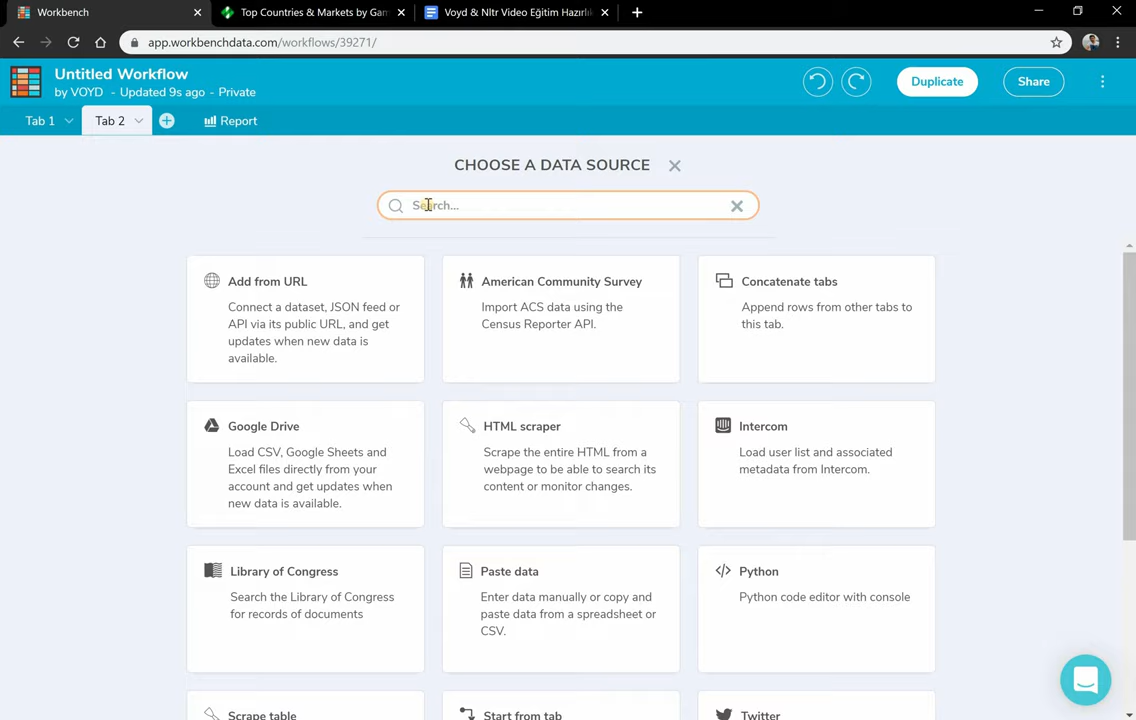 Workbench
Top Countries & Markets by Gam
Voyd & Nltr Video Eğitim Hazırlı
app.workbenchdata.com/workflows/39271/
Untitled Workflow
by VOYD - Updated 9s ago - Private
Duplicate
Share
Tab 1
Tab 2
Report
CHOOSE A DATA SOURCE
Search...
Add from URL
Connect a dataset, JSON feed or
API via its public URL, and get
updates when new data is
available.
American Community Survey
Import ACS data using the
Census Reporter API.
Concatenate tabs
Append rows from other tabs to
this tab.
Google Drive
Load CSV, Google Sheets and
Excel files directly from your
account and get updates when
new data is available.
HTML scraper
Scrape the entire HTML from a
webpage to be able to search its
content or monitor changes.
Intercom
Load user list and associated
metadata from Intercom.
Library of Congress
Search the Library of Congress
for records of documents
Paste data
Enter data manually or copy and
paste data from a spreadsheet or
CSV.
Python
Python code editor with console
Scrape table
Start from tab
Twitter